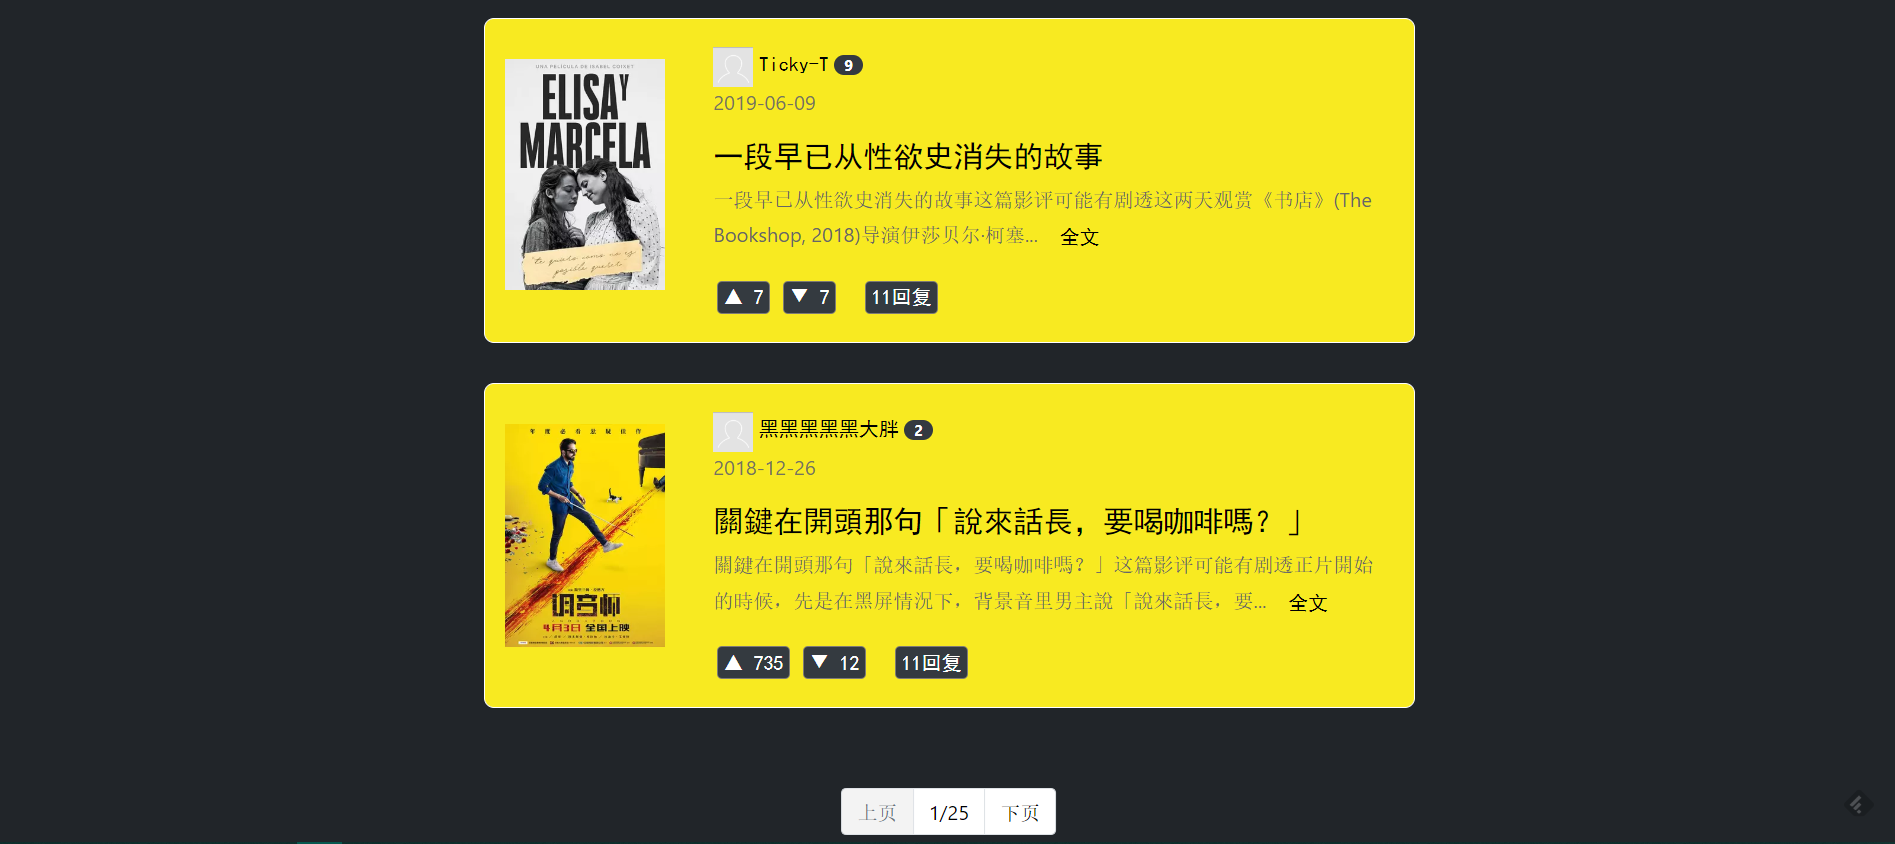 Ticky-T 9
2019-06-09
UNA PELÍCULA DE ISABEL COIXET
ELISA Y
MARCELA
一段早已从性欲史消失的故事
一段早已从性欲史消失的故事这篇影评可能有剧透这两天观赏《书店》(The
Bookshop, 2018)导演伊莎贝尔·柯塞... 全文
▲ 7 ▼ 7 11回复
黑黑黑黑黑大胖 2
2018-12-26
關鍵在開頭那句「說來話長，要喝咖啡嗎？」
關鍵在開頭那句「說來話長，要喝咖啡嗎？」这篇影评可能有剧透正片開始
的時候，先是在黑屏情況下，背景音里男主說「說來話長，要... 全文
调音师
4月3日 全国上映
▲ 735 ▼ 12 11回复
上页 1/25 下页